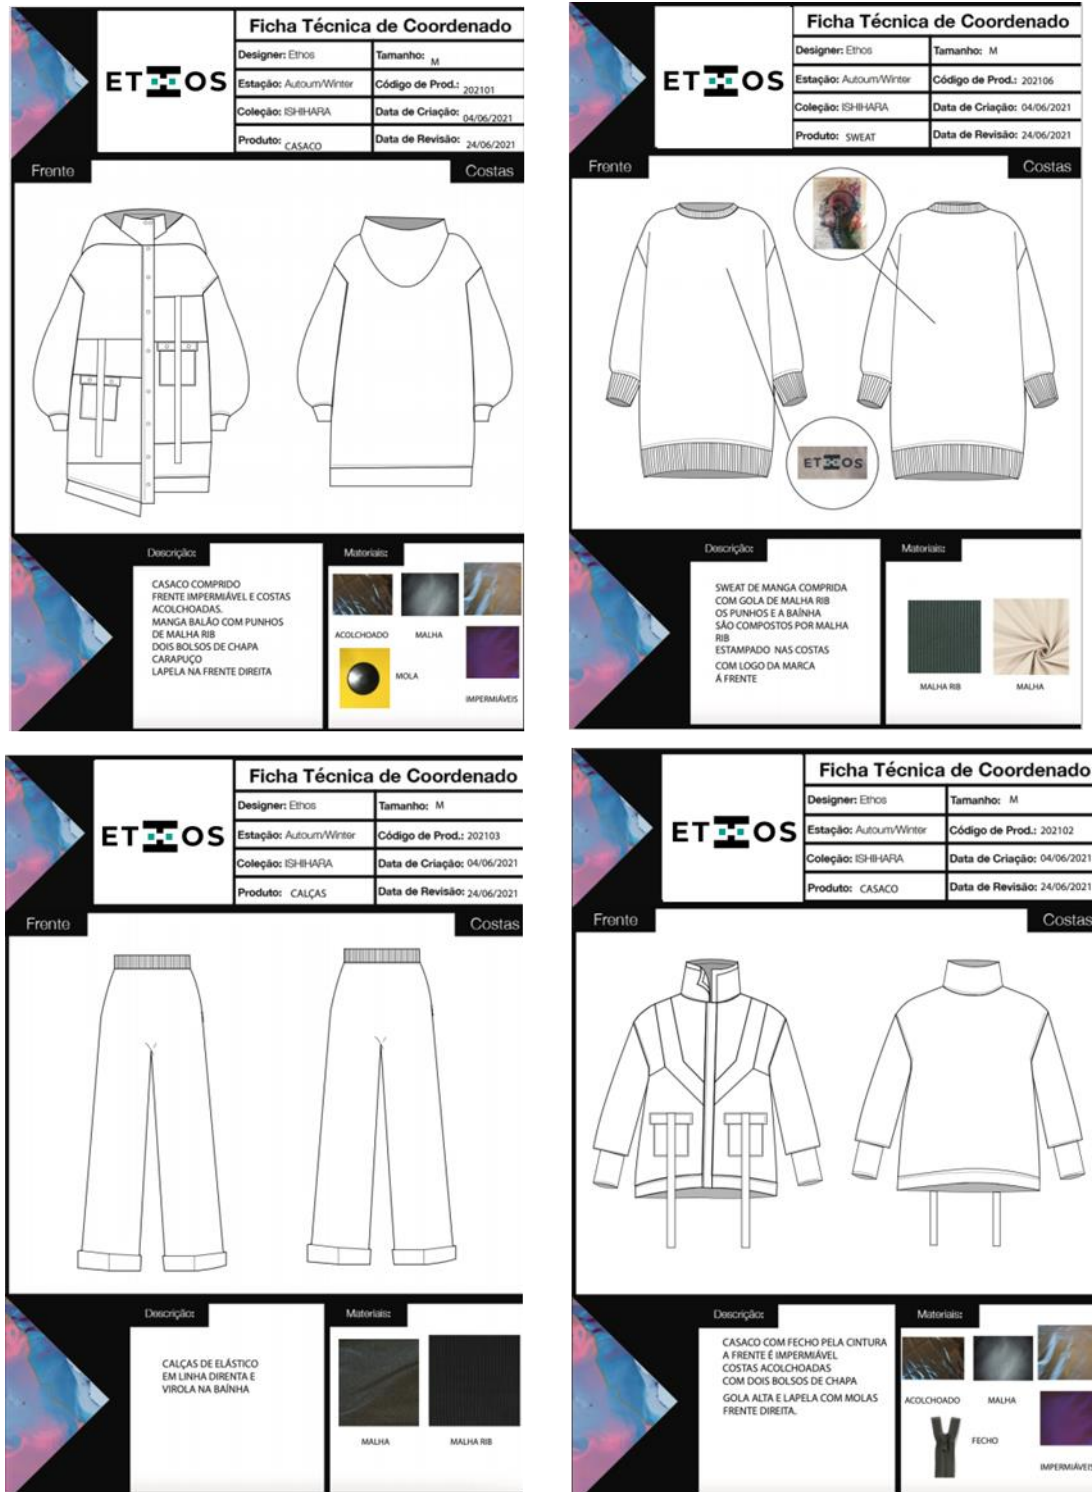 Ficha Técnica de Coordenado
ETHOS
Designer: Ethos
Tamanho: M
Estação: Autoum/Winter
Código de Prod.: 202101
Coleção: ISHIHARA
Data de Criação: 04/06/2021
Produto: CASACO
Data de Revisão: 24/06/2021
Frente
Costas
Descrição:
Materiais:
CASACO COMPRIDO
FRENTE IMPERMIÁVEL E COSTAS
ACOLCHOADAS.
MANGA BALÃO COM PUNHOS
DE MALHA RIB
DOIS BOLSOS DE CHAPA
CARAPUÇO
LAPELA NA FRENTE DIREITA
ACOLCHOADO
MALHA
MOLA
IMPERMIÁVEIS
Ficha Técnica de Coordenado
ETHOS
Designer: Ethos
Tamanho: M
Estação: Autoum/Winter
Código de Prod.: 202106
Coleção: ISHIHARA
Data de Criação: 04/06/2021
Produto: SWEAT
Data de Revisão: 24/06/2021
Frente
Costas
ETHOS
Descrição:
Materiais:
SWEAT DE MANGA COMPRIDA
COM GOLA DE MALHA RIB
OS PUNHOS E A BAÍNHA
SÃO COMPOSTOS POR MALHA
RIB
ESTAMPADO NAS COSTAS
COM LOGO DA MARCA
Á FRENTE
MALHA RIB
MALHA
Ficha Técnica de Coordenado
ETHOS
Designer: Ethos
Tamanho: M
Estação: Autoum/Winter
Código de Prod.: 202103
Coleção: ISHIHARA
Data de Criação: 04/06/2021
Produto: CALÇAS
Data de Revisão: 24/06/2021
Frente
Costas
Descrição:
Materiais:
CALÇAS DE ELÁSTICO
EM LINHA DIRENTA E
VIROLA NA BAÍNHA
MALHA
MALHA RIB
Ficha Técnica de Coordenado
ETHOS
Designer: Ethos
Tamanho: M
Estação: Autoum/Winter
Código de Prod.: 202102
Coleção: ISHIHARA
Data de Criação: 04/06/2021
Produto: CASACO
Data de Revisão: 24/06/2021
Frente
Costas
Descrição:
Materiais:
CASACO COM FECHO PELA CINTURA
A FRENTE É IMPERMIÁVEL
COSTAS ACOLCHOADAS
COM DOIS BOLSOS DE CHAPA
GOLA ALTA E LAPELA COM MOLAS
FRENTE DIREITA.
ACOLCHOADO
MALHA
FECHO
IMPERMIÁVEIS